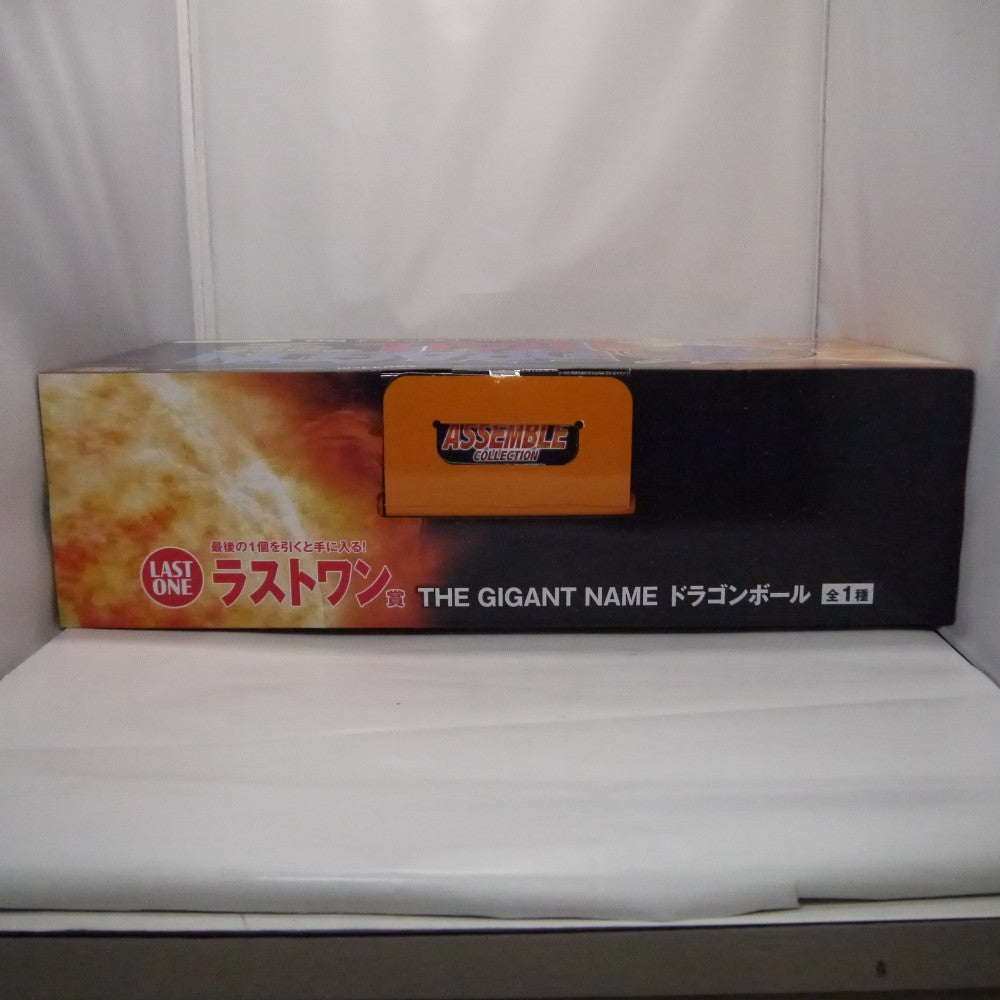 ASSEMBLE
COLLECTION
最後の1個を引くと手に入る!
LAST
ONE
ラストワン賞
THE GIGANT NAME ドラゴンボール 全1種